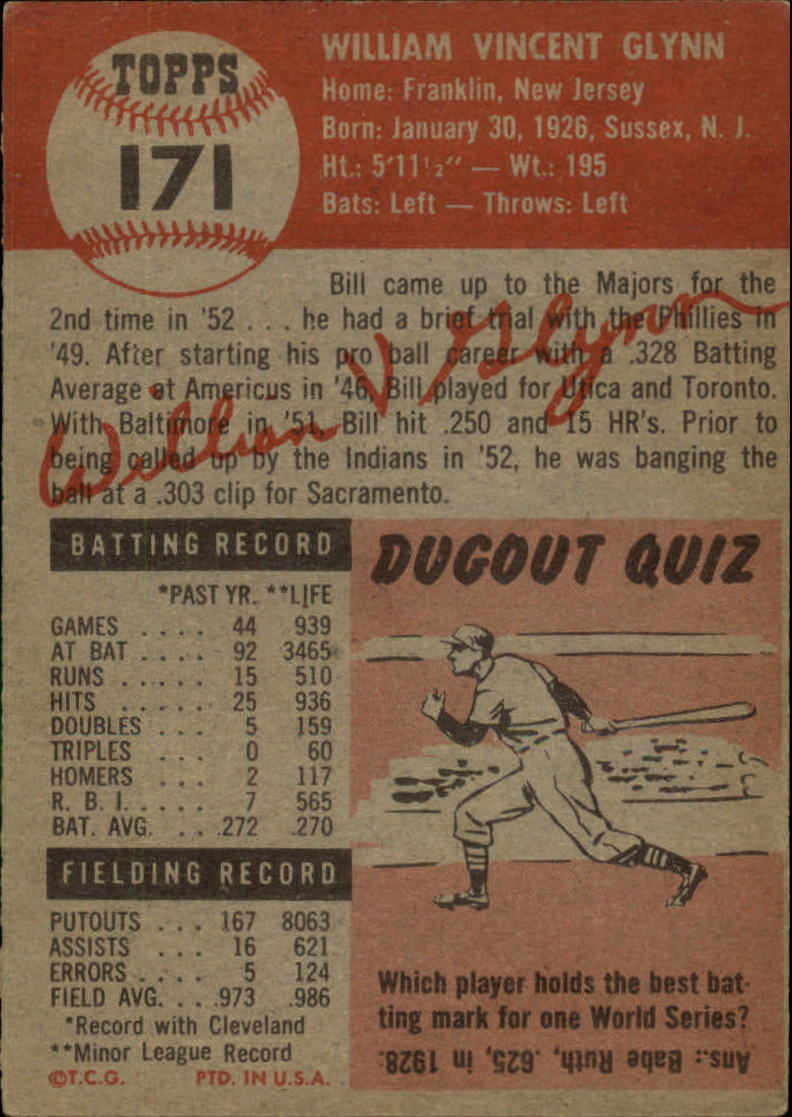 TOPPS
171
WILLIAM VINCENT GLYNN
Home: Franklin, New Jersey
Born: January 30, 1926, Sussex, N. J.
Ht.: 5'11½" — Wt.: 195
Bats: Left — Throws: Left
Bill came up to the Majors for the
2nd time in '52 . . . he had a brief trial with the Phillies in
'49. After starting his pro ball career with a .328 Batting
Average at Americus in '46, Bill played for Utica and Toronto.
With Baltimore in '51, Bill hit .250 and 15 HR's. Prior to
being called up by the Indians in '52, he was banging the
ball at a .303 clip for Sacramento.
William V Glynn
BATTING RECORD
*PAST YR. **LIFE
GAMES . . . . 44 939
AT BAT . . . . 92 3465
RUNS . . . . . 15 510
HITS . . . . . 25 936
DOUBLES . . . 5 159
TRIPLES . . . 0 60
HOMERS . . . 2 117
R. B. I. . . . . . 7 565
BAT. AVG. . . .272 .270
FIELDING RECORD
PUTOUTS . . . 167 8063
ASSISTS . . . 16 621
ERRORS . . . . 5 124
FIELD AVG. . . .973 .986
*Record with Cleveland
**Minor League Record
©T.C.G. PTD. IN U.S.A.
DUGOUT QUIZ
Which player holds the best bat-
ting mark for one World Series?
Ans.: Babe Ruth, .625, in 1928.